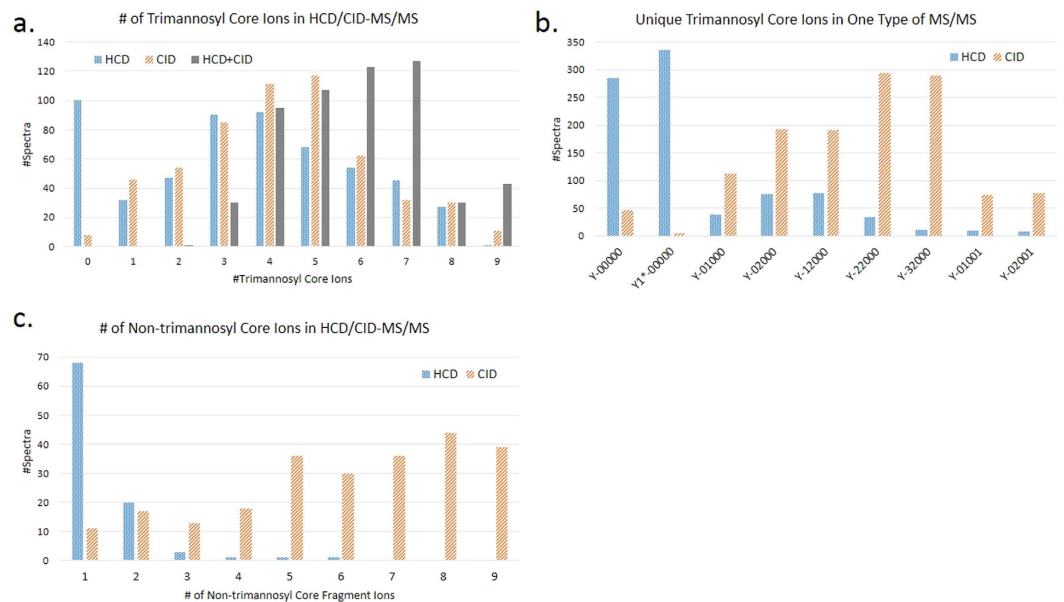 a.
# of Trimannosyl Core Ions in HCD/CID-MS/MS
HCD CID HCD+CID
140
120
100
80
60
40
20
0
#Spectra
0 1 2 3 4 5 6 7 8 9
#Trimannosyl Core Ions
b.
Unique Trimannosyl Core Ions in One Type of MS/MS
HCD CID
350
300
250
200
150
100
50
0
#Spectra
Y-00000 Y1*-00000 Y-01000 Y-02000 Y-12000 Y-22000 Y-32000 Y-01001 Y-02001
c.
# of Non-trimannosyl Core Ions in HCD/CID-MS/MS
HCD CID
70
60
50
40
30
20
10
0
#Spectra
1 2 3 4 5 6 7 8 9
# of Non-trimannosyl Core Fragment Ions